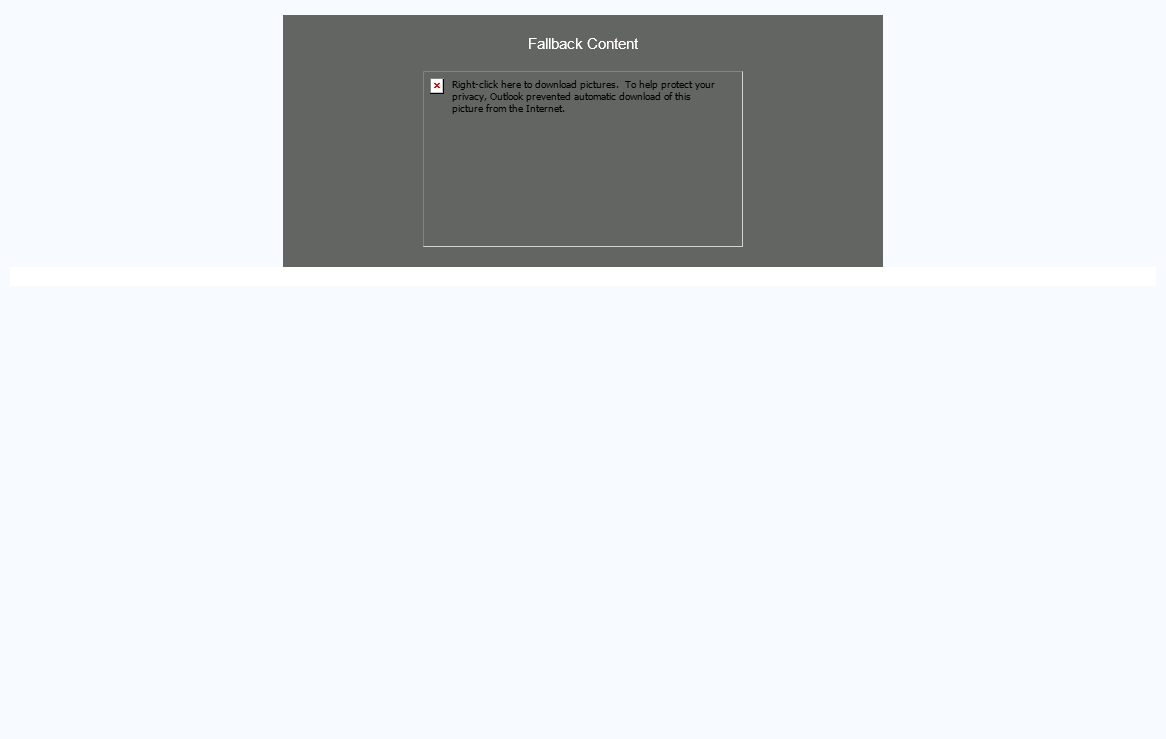 Fallback Content
Right-click here to download pictures.  To help protect your
privacy, Outlook prevented automatic download of this
picture from the Internet.